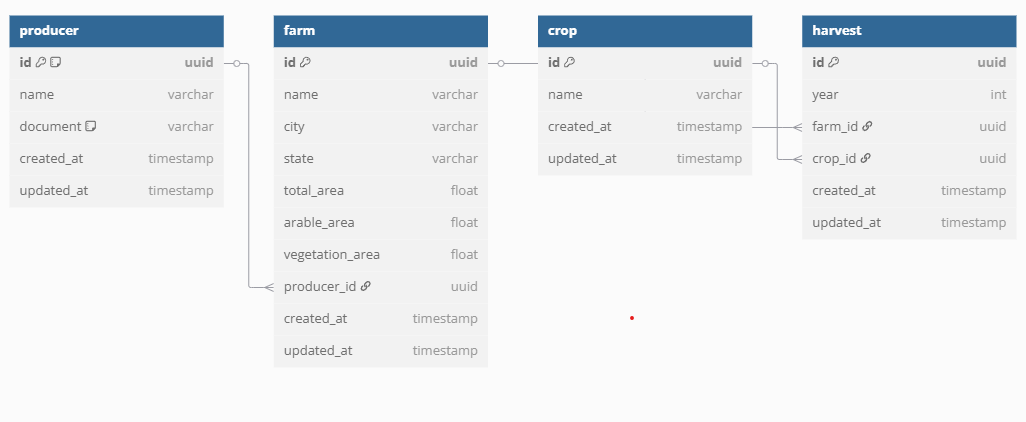 producer
id uuid
name varchar
document varchar
created_at timestamp
updated_at timestamp
farm
id uuid
name varchar
city varchar
state varchar
total_area float
arable_area float
vegetation_area float
producer_id uuid
created_at timestamp
updated_at timestamp
crop
id uuid
name varchar
created_at timestamp
updated_at timestamp
harvest
id uuid
year int
farm_id uuid
crop_id uuid
created_at timestamp
updated_at timestamp